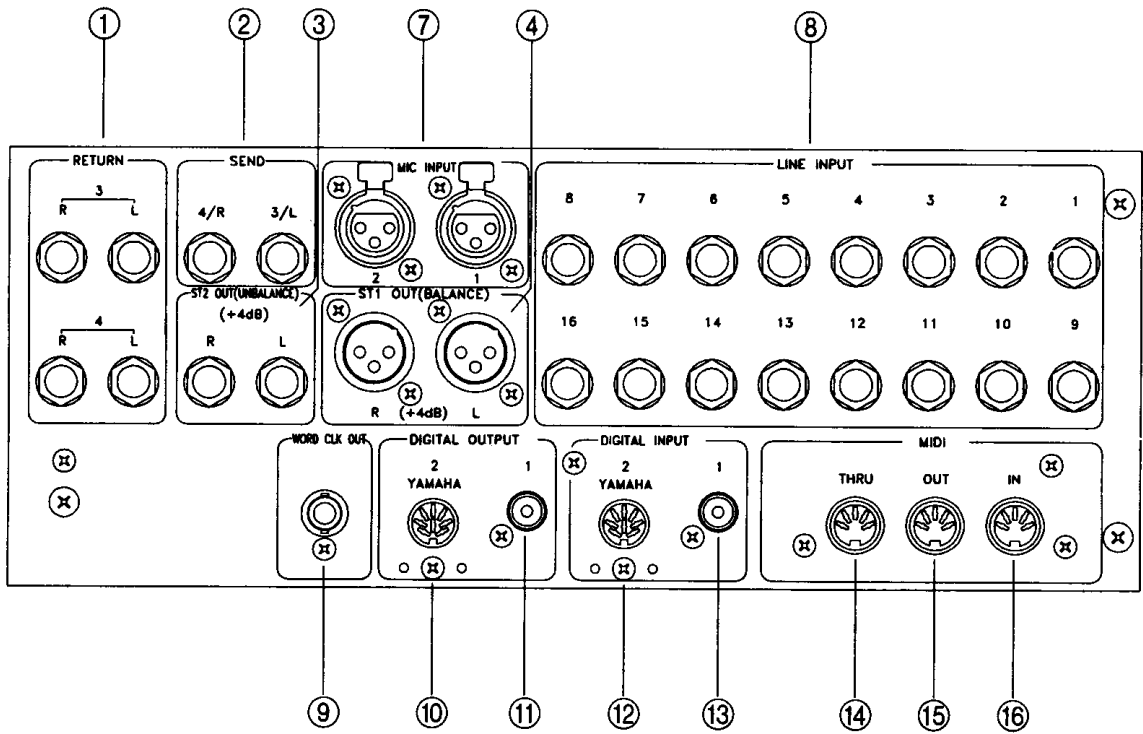 ① ② ③ ⑦ ④ ⑧
RETURN SEND MIC INPUT LINE INPUT
3
R L 4/R 3/L 8 7 6 5 4 3 2 1
2 1
ST2 OUT(UNBALANCE) ST1 OUT(BALANCE)
(+4dB)
4
R L R L 16 15 14 13 12 11 10 9
R (+4dB) L
WORD CLK OUT DIGITAL OUTPUT DIGITAL INPUT MIDI
2 1 2 1
YAMAHA YAMAHA THRU OUT IN
⑨ ⑩ ⑪ ⑫ ⑬ ⑭ ⑮ ⑯